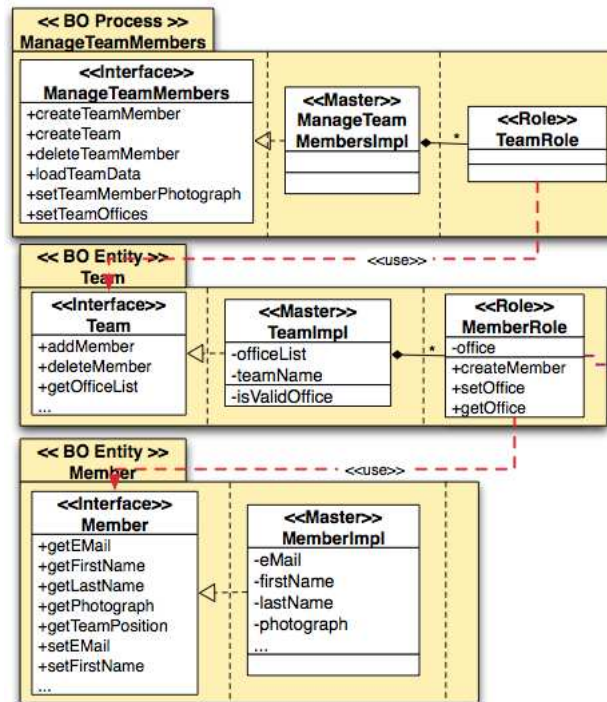 << BO Process >>
ManageTeamMembers
<<Interface>>
ManageTeamMembers
+createTeamMember
+createTeam
+deleteTeamMember
+loadTeamData
+setTeamMemberPhotograph
+setTeamOffices
<<Master>>
ManageTeam
MembersImpl
*
<<Role>>
TeamRole
<<use>>
<< BO Entity >>
Team
<<Interface>>
Team
+addMember
+deleteMember
+getOfficeList
...
<<Master>>
TeamImpl
-officeList
-teamName
-isValidOffice
*
<<Role>>
MemberRole
-office
+createMember
+setOffice
+getOffice
<<use>>
<< BO Entity >>
Member
<<Interface>>
Member
+getEMail
+getFirstName
+getLastName
+getPhotograph
+getTeamPosition
+setEMail
+setFirstName
...
<<Master>>
MemberImpl
-eMail
-firstName
-lastName
-photograph
...